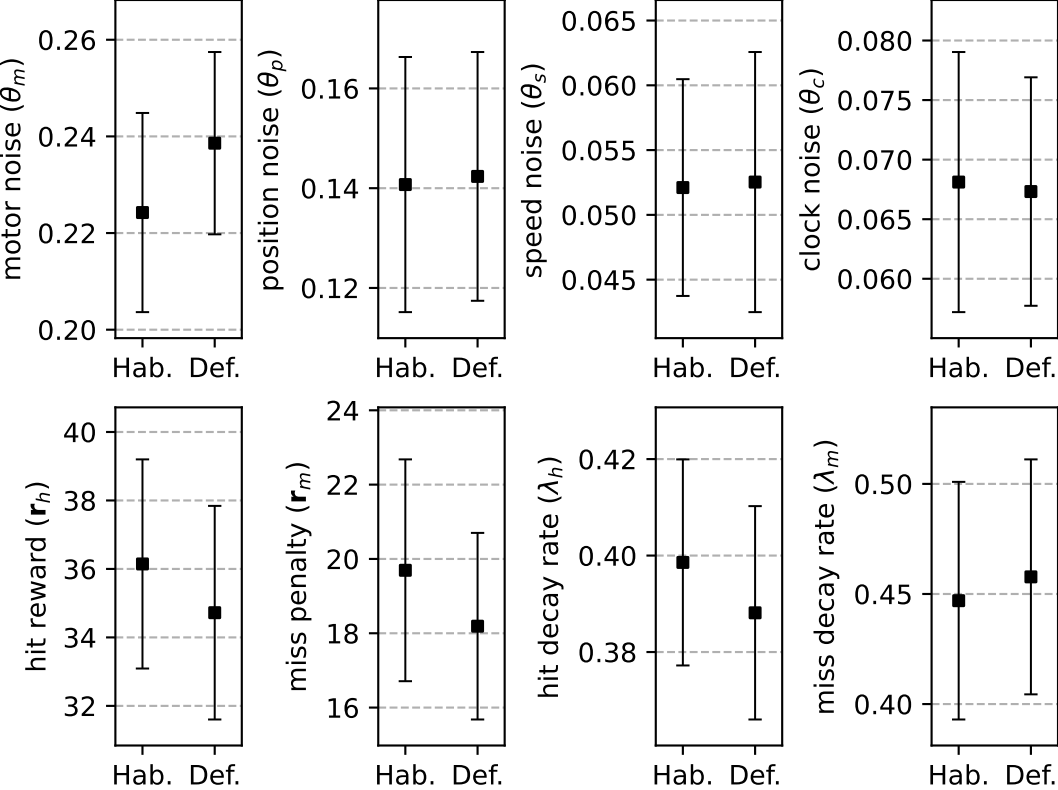 motor noise (θm)
0.26
0.24
0.22
0.20
Hab. Def.
position noise (θp)
0.16
0.14
0.12
Hab. Def.
speed noise (θs)
0.065
0.060
0.055
0.050
0.045
Hab. Def.
clock noise (θc)
0.080
0.075
0.070
0.065
0.060
Hab. Def.
hit reward (rh)
40
38
36
34
32
Hab. Def.
miss penalty (rm)
24
22
20
18
16
Hab. Def.
hit decay rate (λh)
0.42
0.40
0.38
Hab. Def.
miss decay rate (λm)
0.50
0.45
0.40
Hab. Def.